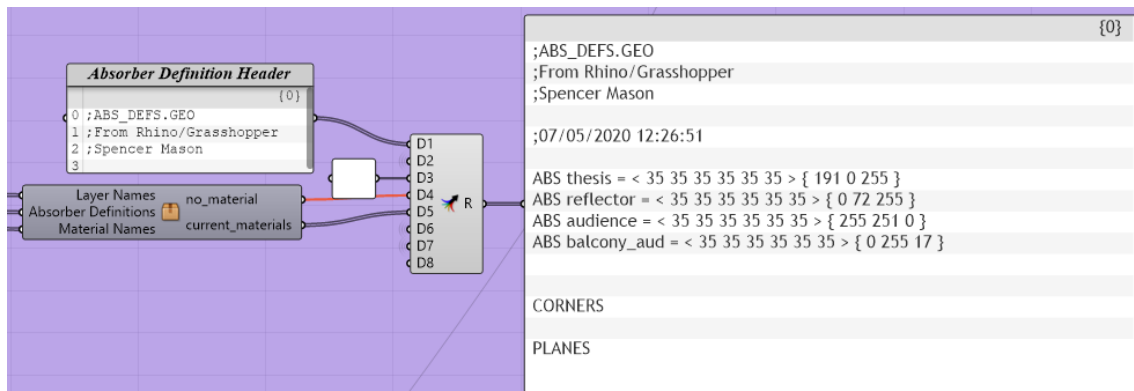 Absorber Definition Header
{0}
0 ;ABS_DEFS.GEO
1 ;From Rhino/Grasshopper
2 ;Spencer Mason
3
Layer Names
Absorber Definitions
Material Names
no_material
current_materials
D1
D2
D3
D4
D5
D6
D7
D8
R
{0}
;ABS_DEFS.GEO
;From Rhino/Grasshopper
;Spencer Mason
;07/05/2020 12:26:51
ABS thesis = < 35 35 35 35 35 35 > { 191 0 255 }
ABS reflector = < 35 35 35 35 35 35 > { 0 72 255 }
ABS audience = < 35 35 35 35 35 35 > { 255 251 0 }
ABS balcony_aud = < 35 35 35 35 35 35 > { 0 255 17 }
CORNERS
PLANES